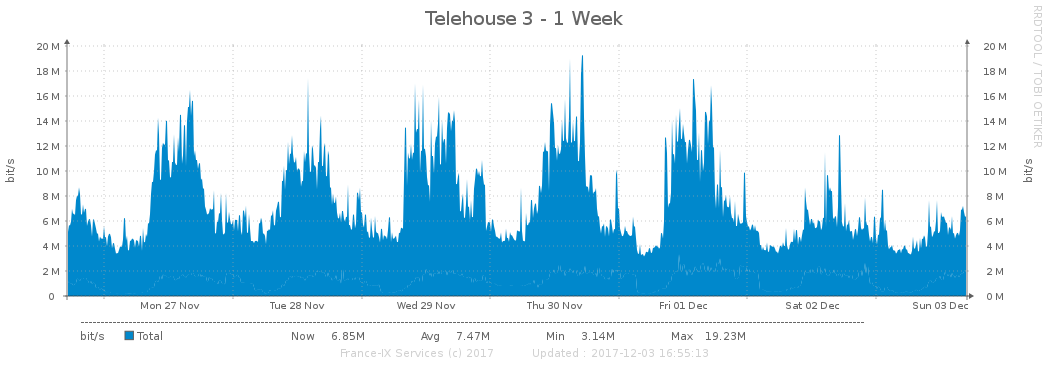 Telehouse 3 - 1 Week
RRDTOOL / TOBI OETIKER
bit/s
bit/s
20 M 20 M
18 M 18 M
16 M 16 M
14 M 14 M
12 M 12 M
10 M 10 M
8 M 8 M
6 M 6 M
4 M 4 M
2 M 2 M
0 0 M
Mon 27 Nov Tue 28 Nov Wed 29 Nov Thu 30 Nov Fri 01 Dec Sat 02 Dec Sun 03 Dec
bit/s Total Now 6.85M Avg 7.47M Min 3.14M Max 19.23M
France-IX Services (c) 2017 Updated : 2017-12-03 16:55:13